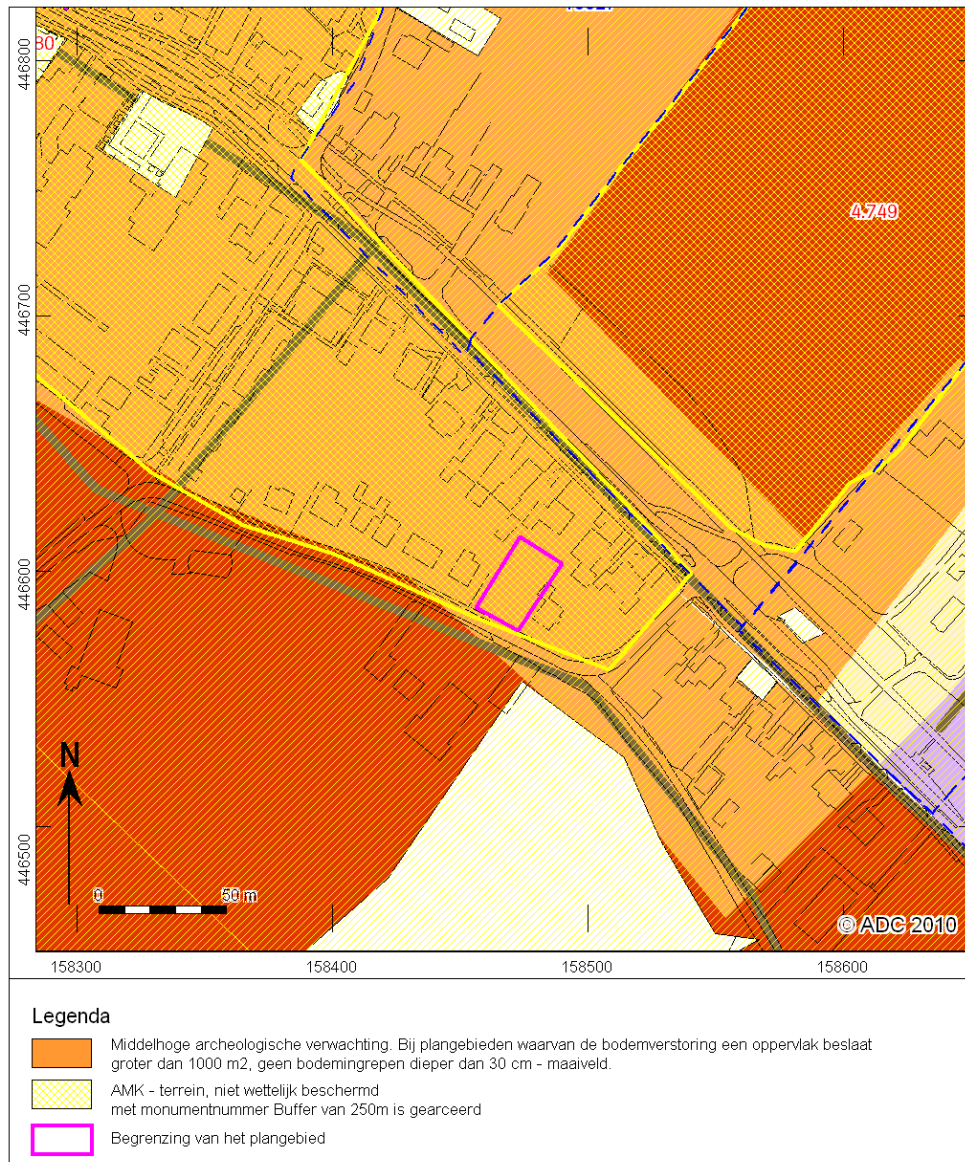 80
446800
4.749
446700
446600
446500
N
0 50 m
© ADC 2010
158300 158400 158500 158600
Legenda
Middelhoge archeologische verwachting. Bij plangebieden waarvan de bodemverstoring een oppervlak beslaat
groter dan 1000 m2, geen bodemingrepen dieper dan 30 cm - maaiveld.
AMK - terrein, niet wettelijk beschermd
met monumentnummer Buffer van 250m is gearceerd
Begrenzing van het plangebied